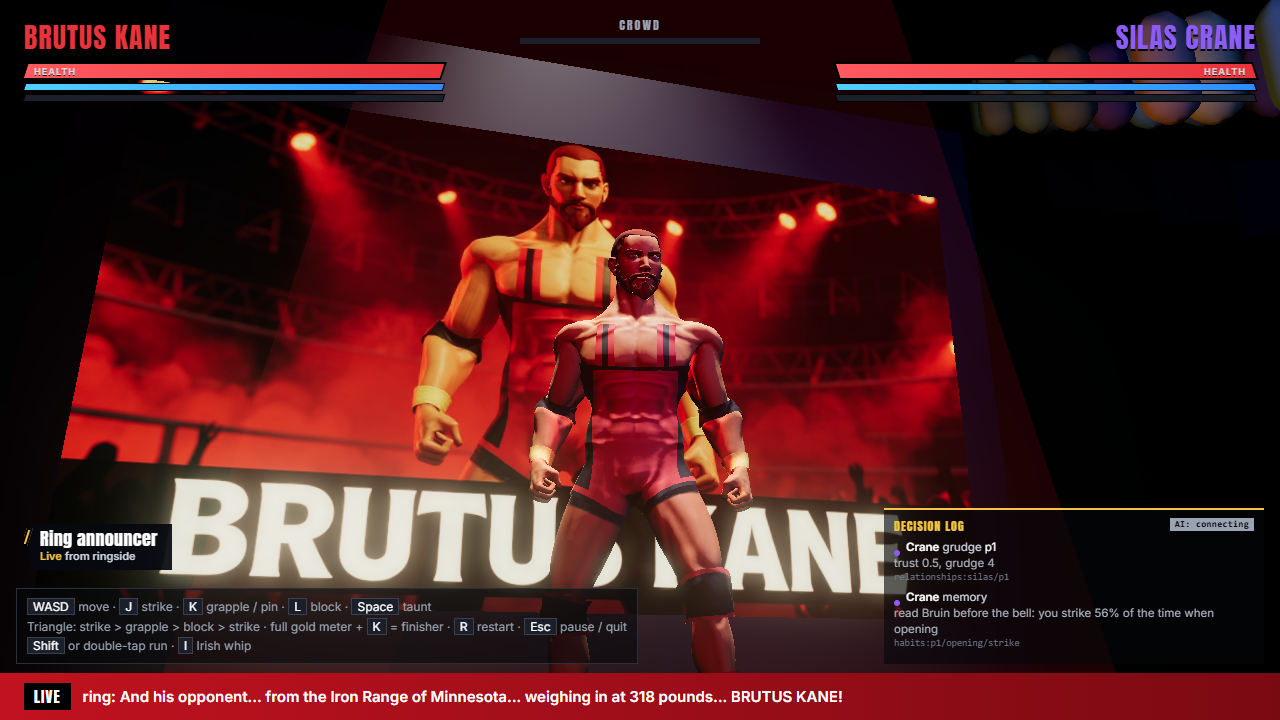 BRUTUS KANE
CROWD
SILAS CRANE
HEALTH
HEALTH
BRUTUS KANE
Ring announcer
Live from ringside
DECISION LOG
AI: connecting
Crane grudge p1
trust 0.5, grudge 4
relationships:silas/p1
Crane memory
read Bruin before the bell: you strike 56% of the time when
opening
habits:p1/opening/strike
WASD move · J strike · K grapple / pin · L block · Space taunt
Triangle: strike > grapple > block > strike · full gold meter + K = finisher · R restart · Esc pause / quit
Shift or double-tap run · I Irish whip
LIVE ring: And his opponent... from the Iron Range of Minnesota... weighing in at 318 pounds... BRUTUS KANE!